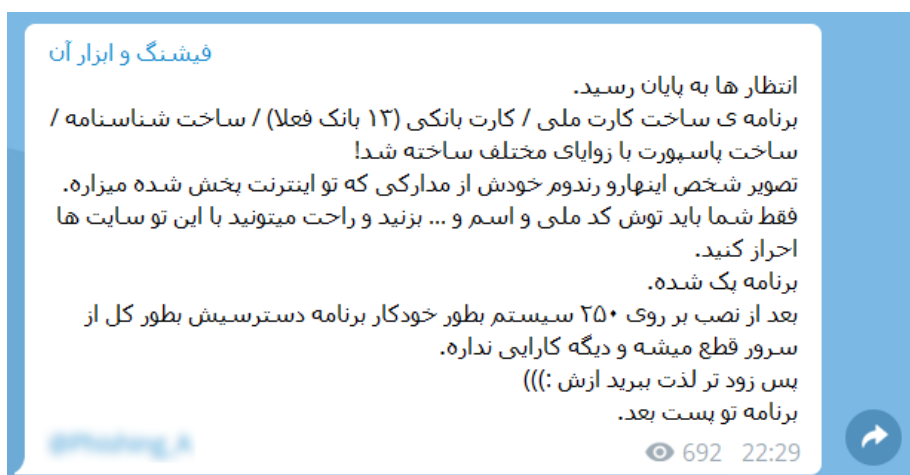 فیشنگ و ابزار آن
انتظار ها به پایان رسید.
برنامه ی ساخت کارت ملی / کارت بانکی (۱۳ بانک فعلا) / ساخت شناسنامه /
ساخت پاسپورت با زوایای مختلف ساخته شد!
تصویر شخص اینهارو رندوم خودش از مدارکی که تو اینترنت پخش شده میزاره.
فقط شما باید توش کد ملی و اسم و ... بزنید و راحت میتونید با این تو سایت ها
احراز کنید.
برنامه پک شده.
بعد از نصب بر روی ۲۵۰ سیستم بطور خودکار برنامه دسترسیش بطور کل از
سرور قطع میشه و دیگه کارایی نداره.
پس زود تر لذت ببرید ازش :)))
برنامه تو پست بعد.
692 22:29